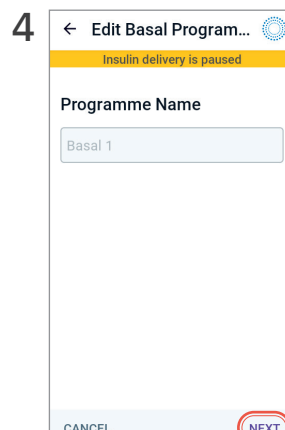 4
Edit Basal Program...
Insulin delivery is paused
Programme Name
Basal 1
CANCEL
NEXT